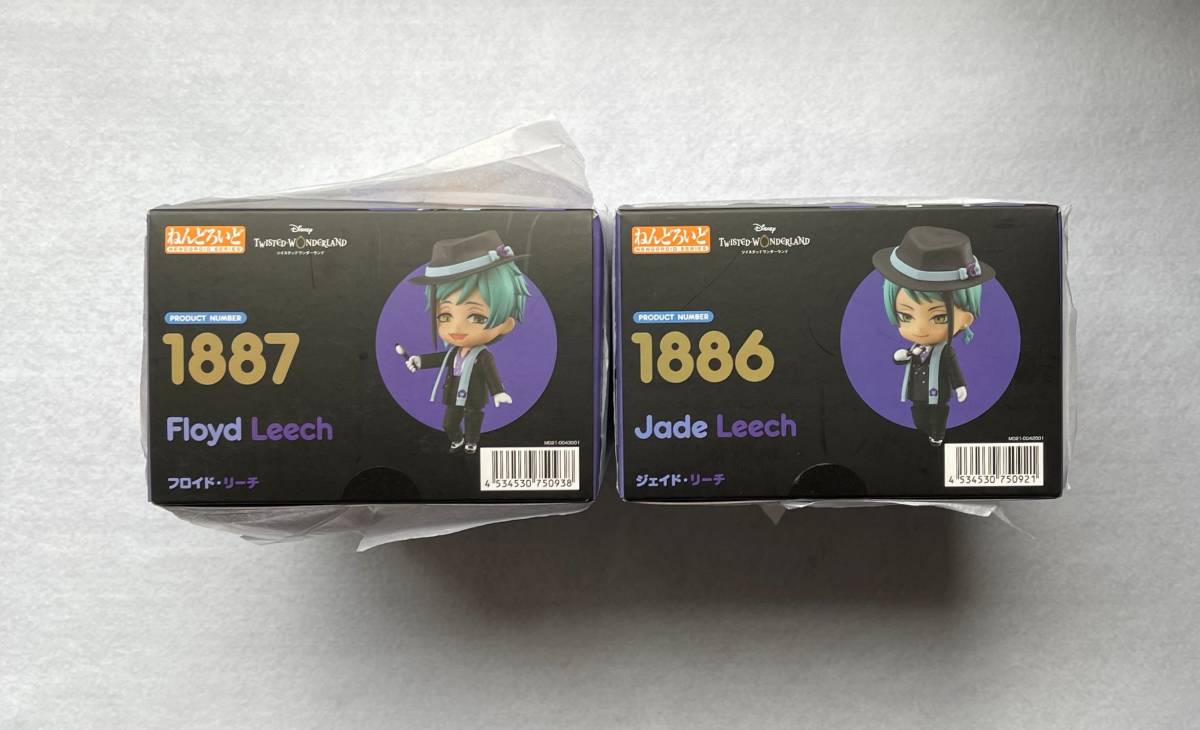 ねんどろいど
NENDOROID SERIES
Disney
TWISTED-WONDERLAND
ツイステッドワンダーランド
PRODUCT NUMBER
1887
Floyd Leech
フロイド・リーチ
M021-0043001
4 534530 750938
ねんどろいど
NENDOROID SERIES
Disney
TWISTED-WONDERLAND
ツイステッドワンダーランド
PRODUCT NUMBER
1886
Jade Leech
ジェイド・リーチ
M021-0042001
4 534530 750921